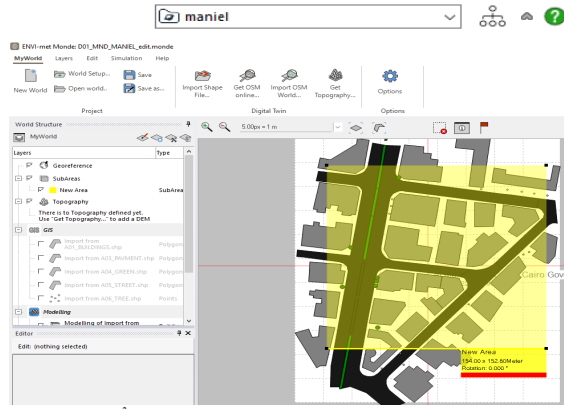 maniel
ENVI-met Monde: D01_MND_MANIEL_edit.monde
MyWorld Layers Edit Simulation Help
New World
World Setup...
Open world..
Save
Save as...
Import Shape File...
Get OSM online...
Import OSM World...
Get Topography...
Options
Project
Digital Twin
Options
World Structure
MyWorld
5.00px = 1 m
Layers Type
Georeference
SubAreas
New Area SubArea
Topography
There is to Topography defined yet.
Use "Get Topography..." to add a DEM
GIS
Import from
A01_BUILDINGS.shp Polygon
Import from A03_PAVMENT.shp Polygon
Import from A04_GREEN.shp Polygon
Import from A05_STREET.shp Polygon
Import from A06_TREE.shp Points
Modelling
Modelling of Import from
Editor
Edit: (nothing selected)
Cairo Gov
New Area
154.00 x 152.80Meter
Rotation: 0.000 °